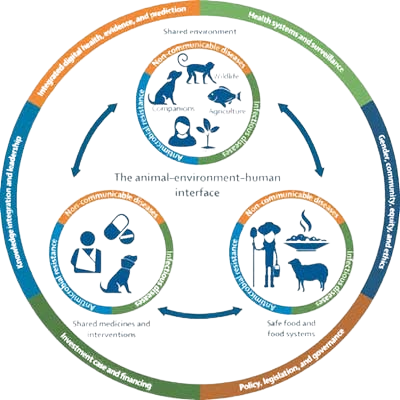 Integrated digital health, evidence, and prediction
Health systems and surveillance
Shared environment
Non-communicable diseases
Wildlife
Companions
Agriculture
Antimicrobial resistance
Infectious diseases
Knowledge integration and leadership
Gender, community, equity, and ethics
The animal–environment–human
interface
Non-communicable diseases
Antimicrobial resistance
Infectious diseases
Non-communicable diseases
Antimicrobial resistance
Infectious diseases
Shared medicines and
interventions
Safe food and
food systems
Investment case and financing
Policy, legislation, and governance